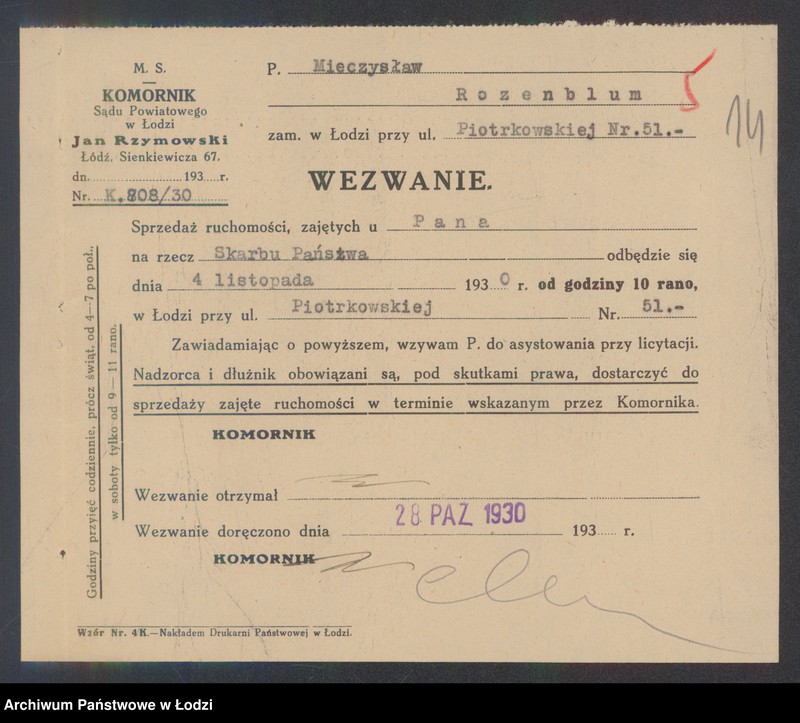 M. S.
KOMORNIK
Sądu Powiatowego
w Łodzi
Jan Rzymowski
Łódź, Sienkiewicza 67.
dn. 193 r.
Nr. K.808/30
P. Mieczysław
Rozenblum
zam. w Łodzi przy ul. Piotrkowskiej Nr.51.-
5
14
WEZWANIE.
Sprzedaż ruchomości, zajętych u Pana
na rzecz Skarbu Państwa odbędzie się
dnia 4 listopada 1930 r. od godziny 10 rano,
w Łodzi przy ul. Piotrkowskiej Nr. 51.-
Zawiadamiając o powyższem, wzywam P. do asystowania przy licytacji.
Nadzorca i dłużnik obowiązani są, pod skutkami prawa, dostarczyć do
sprzedaży zajęte ruchomości w terminie wskazanym przez Komornika.
KOMORNIK
Wezwanie otrzymał
Wezwanie doręczono dnia 28 PAZ 1930 193 r.
KOMORNIK
Godziny przyjęć codziennie, prócz świąt, od 4—7 po poł.,
w soboty tylko od 9—11 rano.
Wzór Nr. 4/K.—Nakładem Drukarni Państwowej w Łodzi.
Archiwum Państwowe w Łodzi